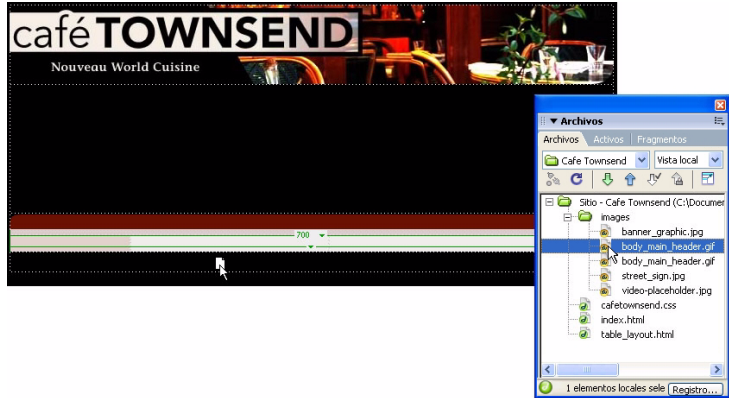 café TOWNSEND
Nouveau World Cuisine
700
Archivos
Archivos Activos Fragmentos
Cafe Townsend Vista local
Sitio - Cafe Townsend (C:\Documer
images
banner_graphic.jpg
body_main_header.gif
body_main_header.gif
street_sign.jpg
video-placeholder.jpg
cafetownsend.css
index.html
table_layout.html
1 elementos locales sele Registro...